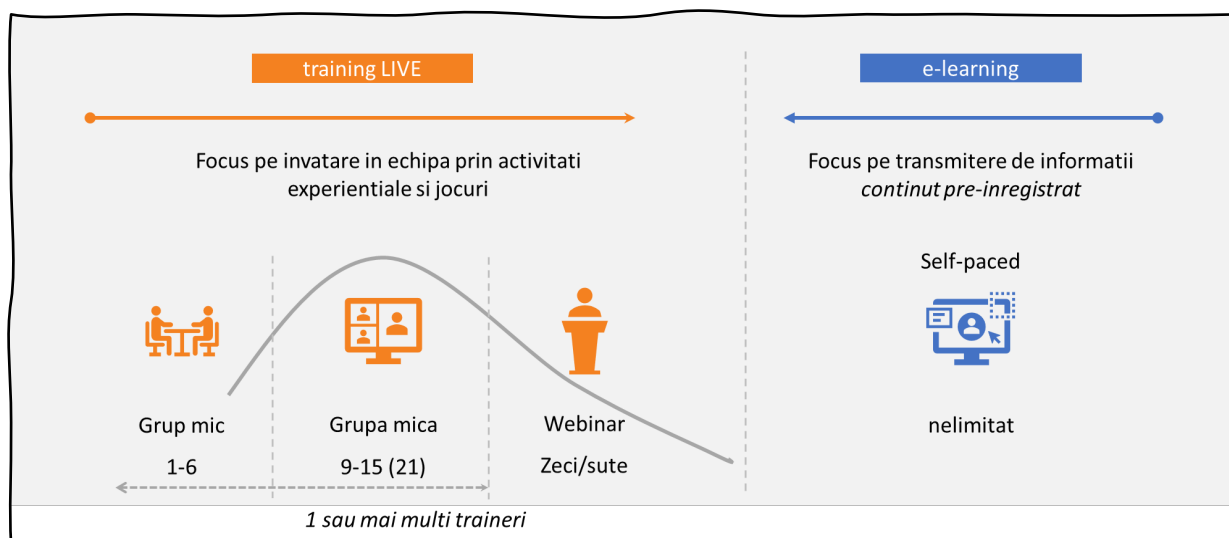 training LIVE
e-learning
Focus pe invatare in echipa prin activitati
experientiale si jocuri
Focus pe transmitere de informatii
continut pre-inregistrat
Self-paced
Grup mic
Grupa mica
Webinar
nelimitat
1-6
9-15 (21)
Zeci/sute
1 sau mai multi traineri